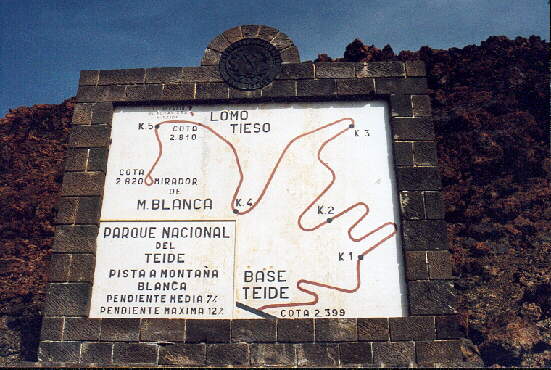 LOMO
TIESO
K.5
COTA
2.810
K 3
COTA
2 820
MIRADOR
DE
M. BLANCA
K.4
K 2
K 1
PARQUE NACIONAL
DEL
TEIDE
PISTA A MONTAÑA
BLANCA
PENDIENTE MEDIA 7%
PENDIENTE MAXIMA 12%
BASE
TEIDE
COTA 2.399